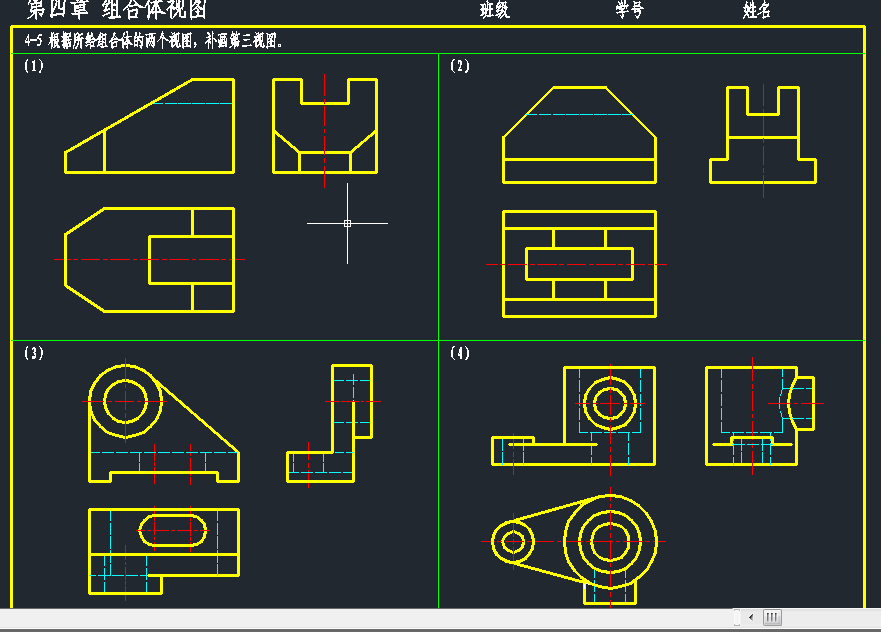 第四章 组合体视图 班级 学号 姓名
4-5 根据所给组合体的两个视图，补画第三视图。
(1)
(2)
(3)
(4)